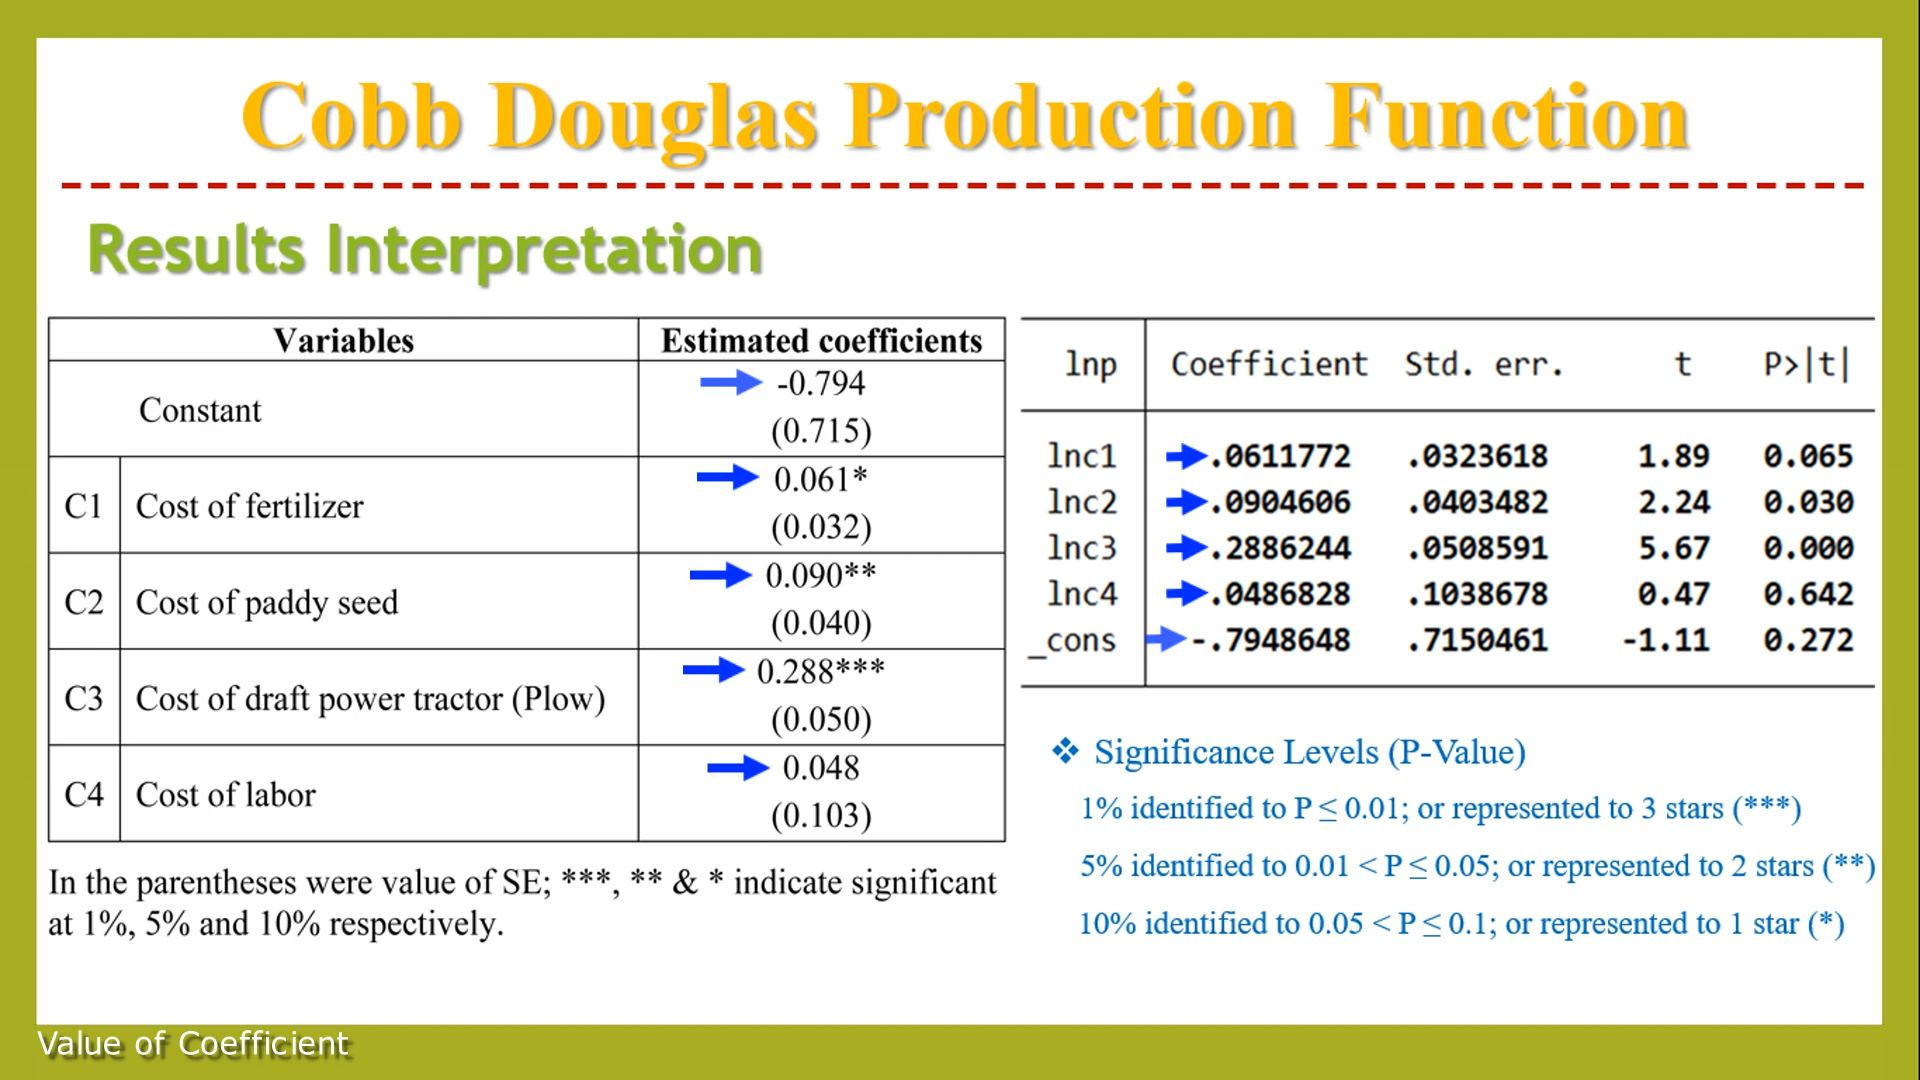 Cobb Douglas Production Function
Results Interpretation
Variables Estimated coefficients
Constant -0.794
(0.715)
C1 Cost of fertilizer 0.061*
(0.032)
C2 Cost of paddy seed 0.090**
(0.040)
C3 Cost of draft power tractor (Plow) 0.288***
(0.050)
C4 Cost of labor 0.048
(0.103)
In the parentheses were value of SE; ***, ** & * indicate significant
at 1%, 5% and 10% respectively.
lnp Coefficient Std. err. t P>|t|
lnc1 .0611772 .0323618 1.89 0.065
lnc2 .0904606 .0403482 2.24 0.030
lnc3 .2886244 .0508591 5.67 0.000
lnc4 .0486828 .1038678 0.47 0.642
_cons -.7948648 .7150461 -1.11 0.272
❖ Significance Levels (P-Value)
1% identified to P ≤ 0.01; or represented to 3 stars (***)
5% identified to 0.01 < P ≤ 0.05; or represented to 2 stars (**)
10% identified to 0.05 < P ≤ 0.1; or represented to 1 star (*)
Value of Coefficient